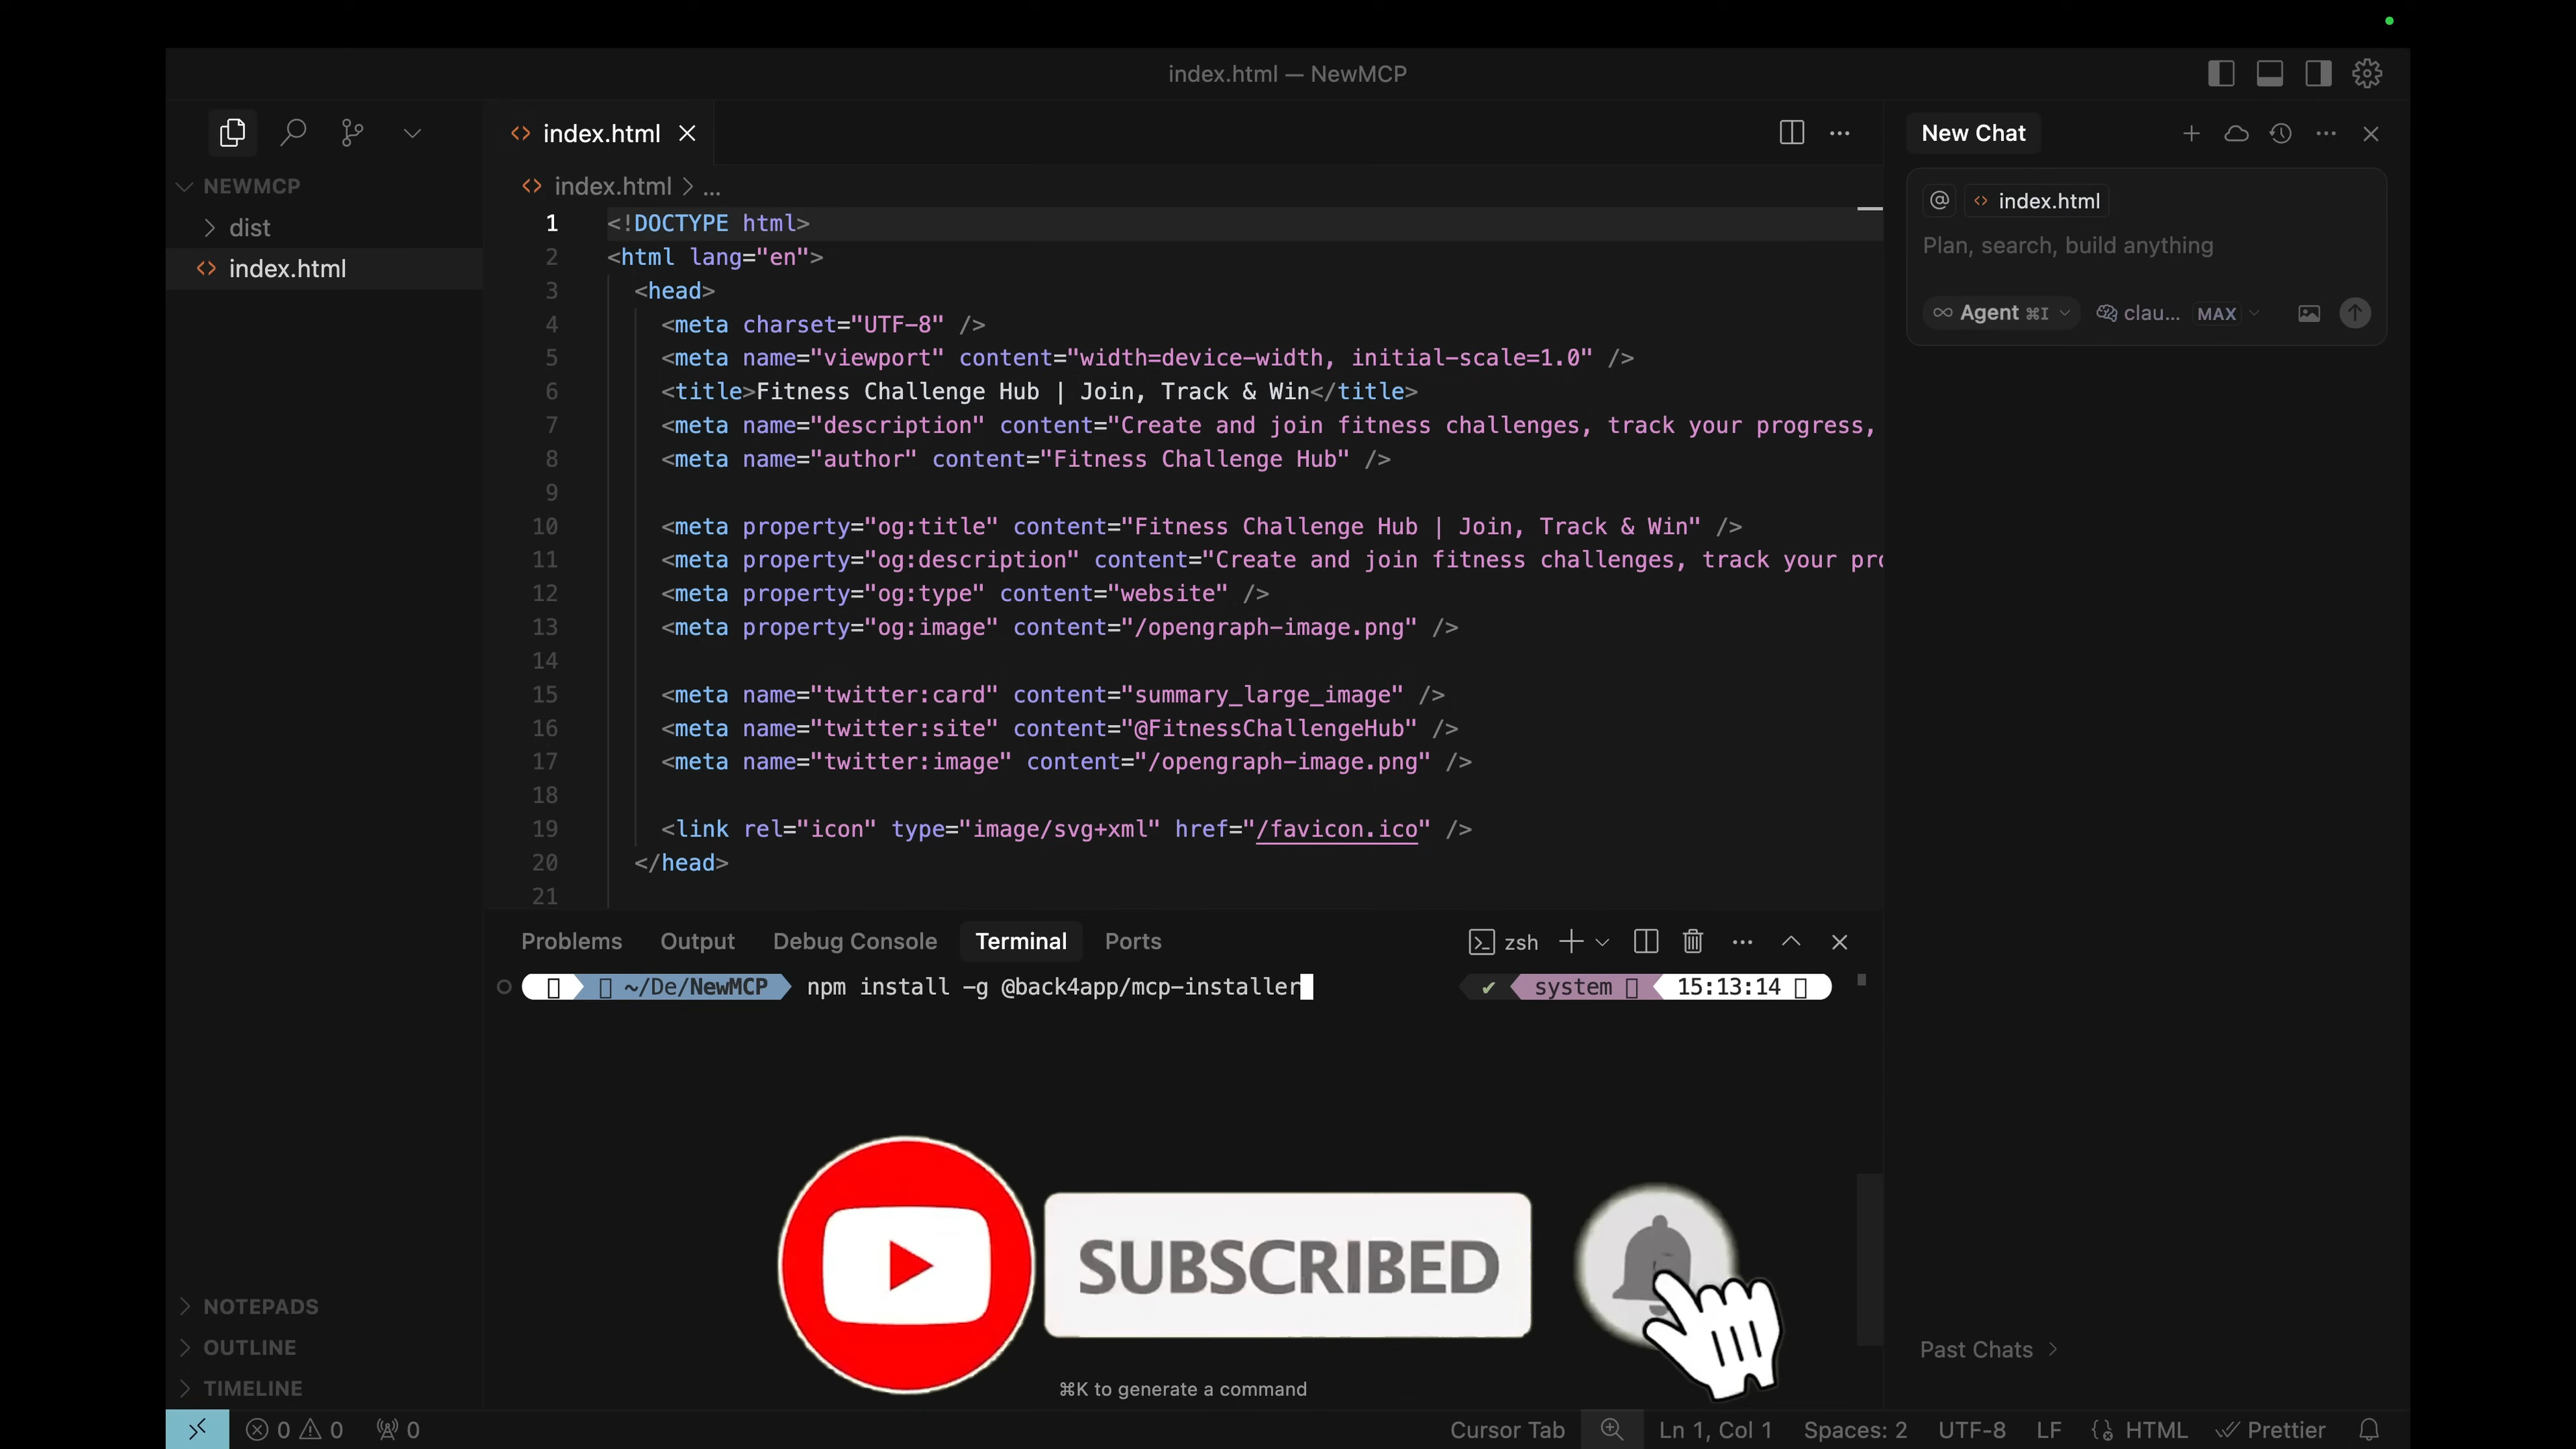 index.html — NewMCP
NEWMCP
dist
index.html
index.html
index.html > ...
1 <!DOCTYPE html>
2 <html lang="en">
3 <head>
4 <meta charset="UTF-8" />
5 <meta name="viewport" content="width=device-width, initial-scale=1.0" />
6 <title>Fitness Challenge Hub | Join, Track & Win</title>
7 <meta name="description" content="Create and join fitness challenges, track your progress,
8 <meta name="author" content="Fitness Challenge Hub" />
9
10 <meta property="og:title" content="Fitness Challenge Hub | Join, Track & Win" />
11 <meta property="og:description" content="Create and join fitness challenges, track your pro
12 <meta property="og:type" content="website" />
13 <meta property="og:image" content="/opengraph-image.png" />
14
15 <meta name="twitter:card" content="summary_large_image" />
16 <meta name="twitter:site" content="@FitnessChallengeHub" />
17 <meta name="twitter:image" content="/opengraph-image.png" />
18
19 <link rel="icon" type="image/svg+xml" href="/favicon.ico" />
20 </head>
21
Problems Output Debug Console Terminal Ports zsh
~/De/NewMCP npm install -g @back4app/mcp-installer ✔ system 15:13:14
SUBSCRIBED
⌘K to generate a command
New Chat
@ index.html
Plan, search, build anything
∞ Agent ⌘I clau... MAX
Past Chats >
NOTEPADS
OUTLINE
TIMELINE
0 0 0 Cursor Tab Ln 1, Col 1 Spaces: 2 UTF-8 LF HTML Prettier